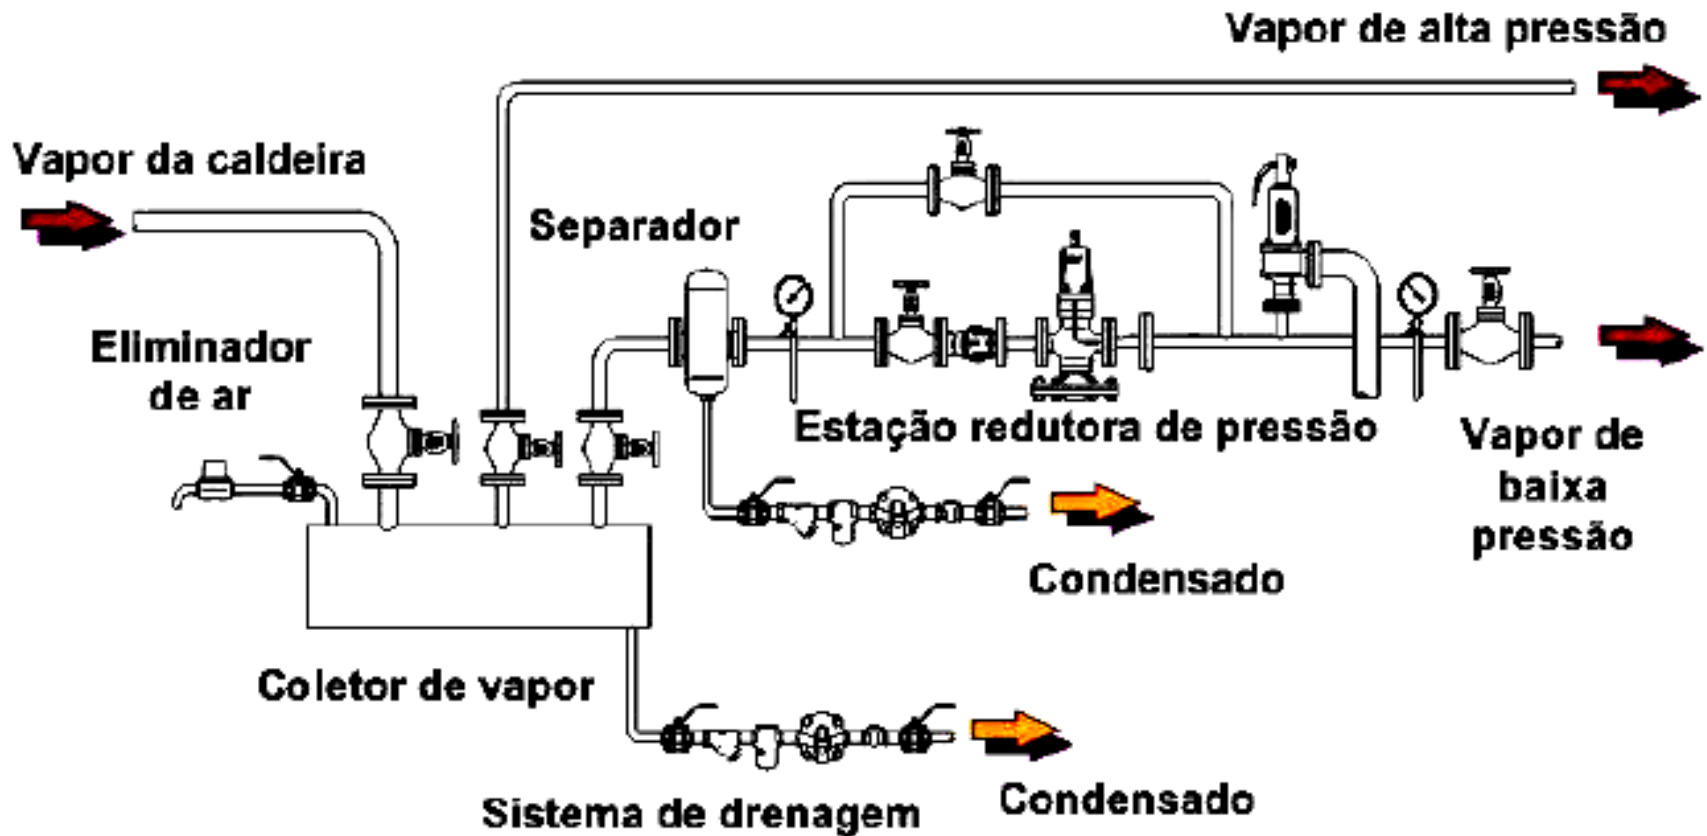 Vapor de alta pressão
Vapor da caldeira
Separador
Eliminador
de ar
Estação redutora de pressão
Vapor de
baixa
pressão
Condensado
Coletor de vapor
Sistema de drenagem
Condensado